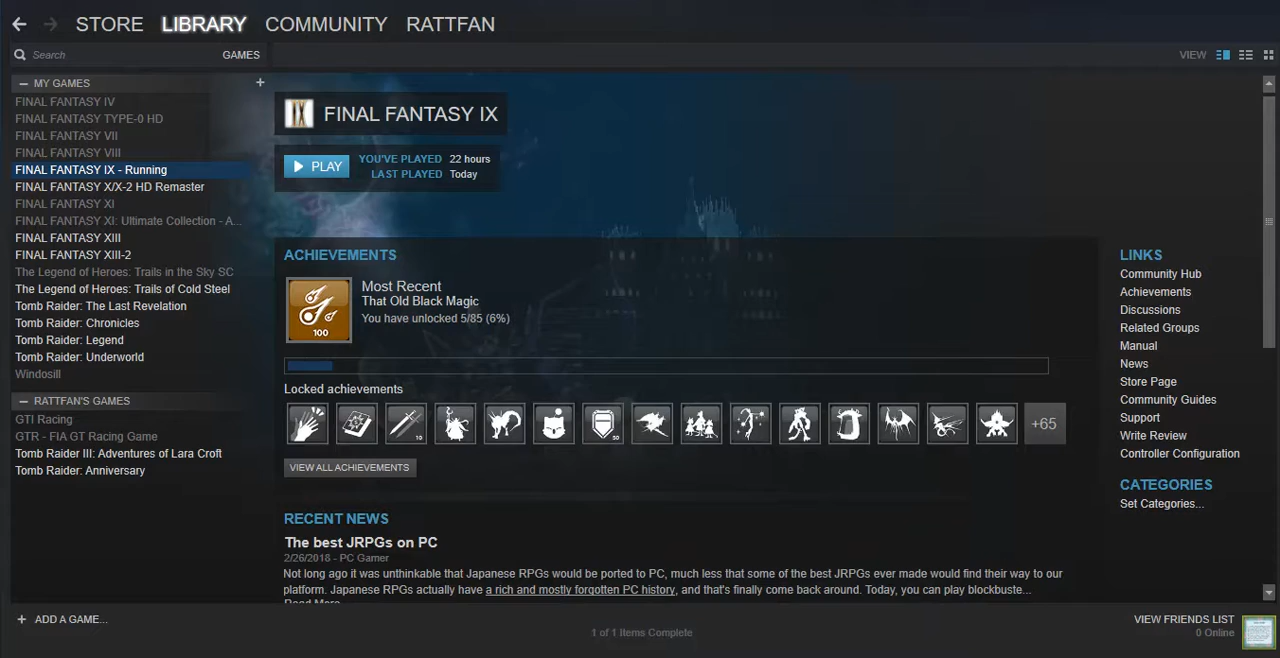 STORE LIBRARY COMMUNITY RATTFAN
Search GAMES VIEW
— MY GAMES +
FINAL FANTASY IV
FINAL FANTASY TYPE-0 HD
FINAL FANTASY VII
FINAL FANTASY VIII
FINAL FANTASY IX - Running
FINAL FANTASY X/X-2 HD Remaster
FINAL FANTASY XI
FINAL FANTASY XI: Ultimate Collection - A...
FINAL FANTASY XIII
FINAL FANTASY XIII-2
The Legend of Heroes: Trails in the Sky SC
The Legend of Heroes: Trails of Cold Steel
Tomb Raider: The Last Revelation
Tomb Raider: Chronicles
Tomb Raider: Legend
Tomb Raider: Underworld
Windosill
— RATTFAN'S GAMES
GTI Racing
GTR - FIA GT Racing Game
Tomb Raider III: Adventures of Lara Croft
Tomb Raider: Anniversary
+ ADD A GAME...
IX FINAL FANTASY IX
PLAY
YOU'VE PLAYED 22 hours
LAST PLAYED Today
ACHIEVEMENTS
100
Most Recent
That Old Black Magic
You have unlocked 5/85 (6%)
Locked achievements
10 50 +65
VIEW ALL ACHIEVEMENTS
RECENT NEWS
The best JRPGs on PC
2/26/2018 - PC Gamer
Not long ago it was unthinkable that Japanese RPGs would be ported to PC, much less that some of the best JRPGs ever made would find their way to our
platform. Japanese RPGs actually have a rich and mostly forgotten PC history, and that's finally come back around. Today, you can play blockbuste...
Read More
LINKS
Community Hub
Achievements
Discussions
Related Groups
Manual
News
Store Page
Community Guides
Support
Write Review
Controller Configuration
CATEGORIES
Set Categories...
1 of 1 Items Complete
VIEW FRIENDS LIST
0 Online